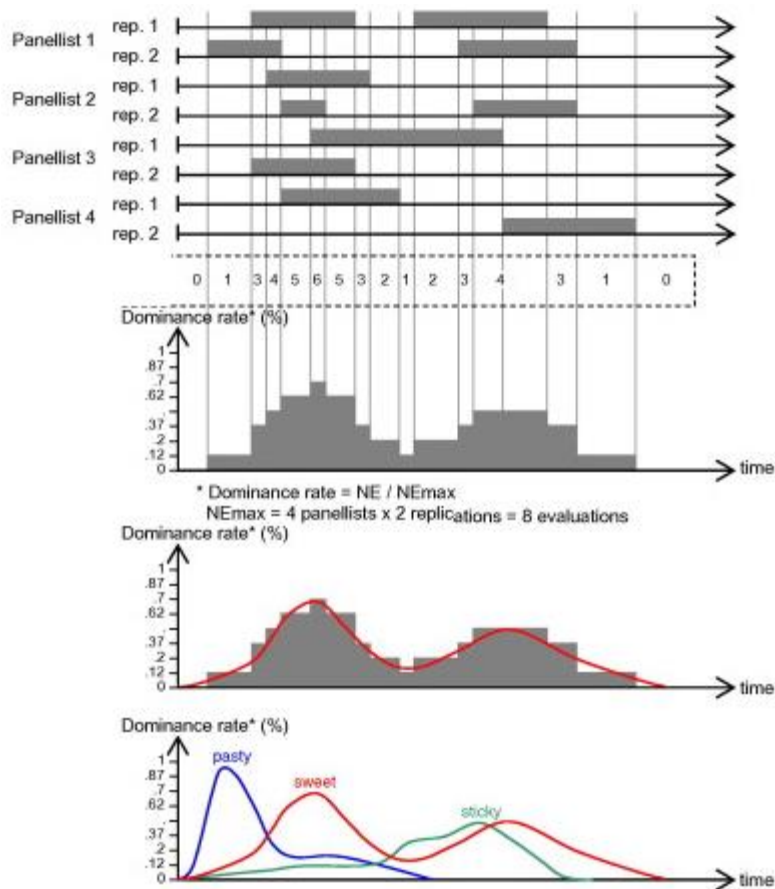 Panellist 1
rep. 1
rep. 2
Panellist 2
rep. 1
rep. 2
Panellist 3
rep. 1
rep. 2
Panellist 4
rep. 1
rep. 2
0 1 3 4 5 6 5 3 2 1 2 3 4 3 1 0
Dominance rate* (%)
1
.87
.7
.62
.
.37
.2
.12
0
time
* Dominance rate = NE / NEmax
NEmax = 4 panellists x 2 replications = 8 evaluations
Dominance rate* (%)
1
.87
.7
.62
.
.37
.2
.12
0
time
Dominance rate* (%)
pasty
sweet
sticky
1
.87
.7
.62
.
.37
.2
.12
0
time